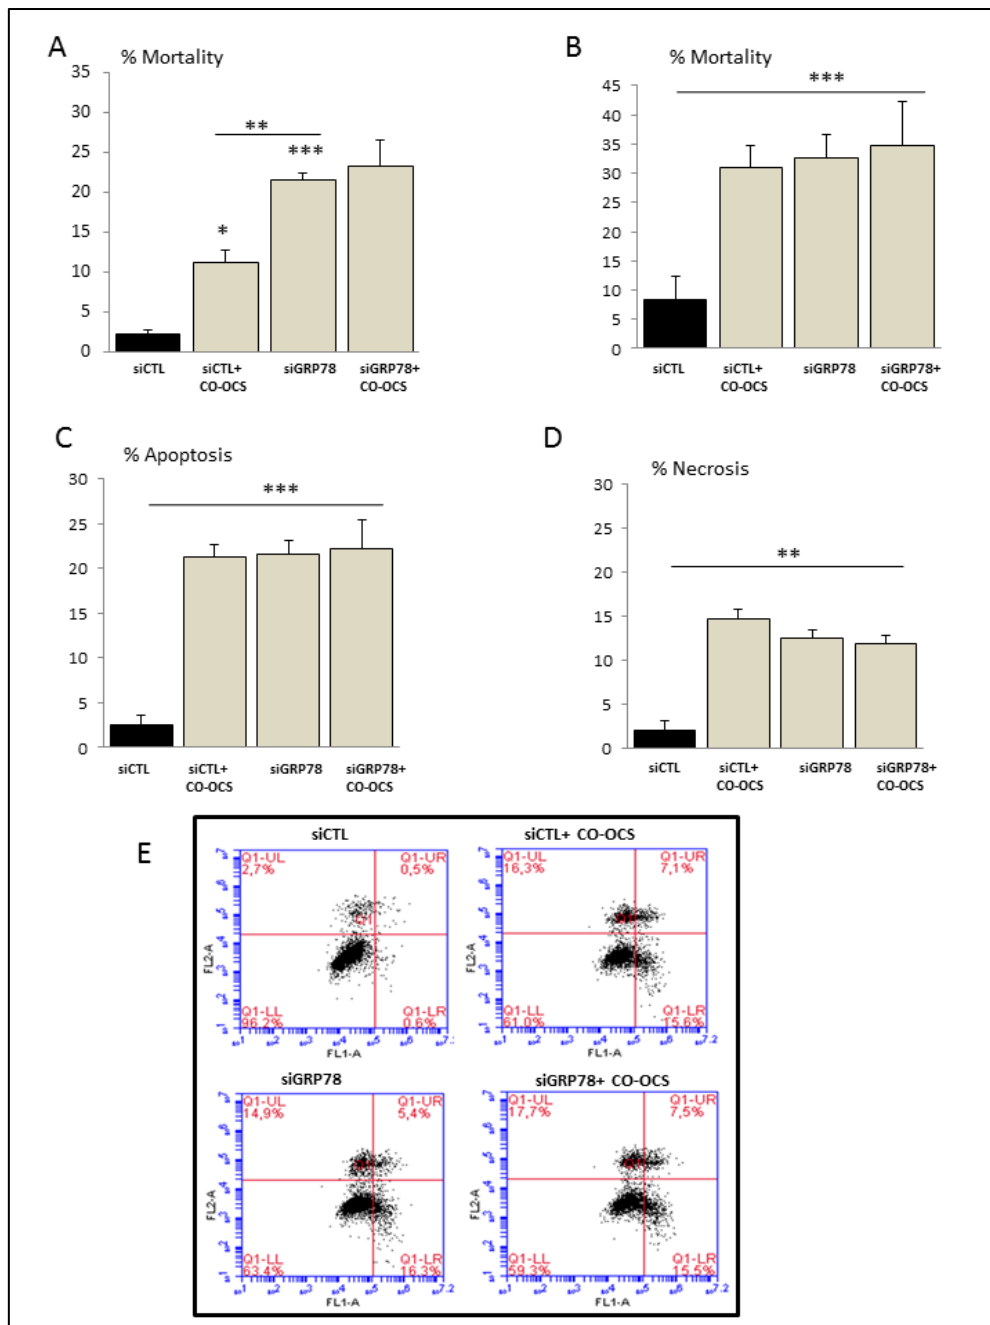 A
% Mortality
35
30
25
20
15
10
5
0
**
***
*
siCTL
siCTL+
CO-OCS
siGRP78
siGRP78+
CO-OCS
B
% Mortality
45
40
35
30
25
20
15
10
5
0
***
siCTL
siCTL+
CO-OCS
siGRP78
siGRP78+
CO-OCS
C
% Apoptosis
30
25
20
15
10
5
0
***
siCTL
siCTL+
CO-OCS
siGRP78
siGRP78+
CO-OCS
D
% Necrosis
30
25
20
15
10
5
0
**
siCTL
siCTL+
CO-OCS
siGRP78
siGRP78+
CO-OCS
E
siCTL
Q1-UL
2,7%
Q1-UR
0,5%
Q1-LL
96,2%
Q1-LR
0,6%
FL2-A
FL1-A
siCTL+ CO-OCS
Q1-UL
16,3%
Q1-UR
7,1%
Q1-LL
61,0%
Q1-LR
15,6%
FL2-A
FL1-A
siGRP78
Q1-UL
14,9%
Q1-UR
5,4%
Q1-LL
63,4%
Q1-LR
16,3%
FL2-A
FL1-A
siGRP78+ CO-OCS
Q1-UL
17,7%
Q1-UR
7,5%
Q1-LL
59,3%
Q1-LR
15,5%
FL2-A
FL1-A